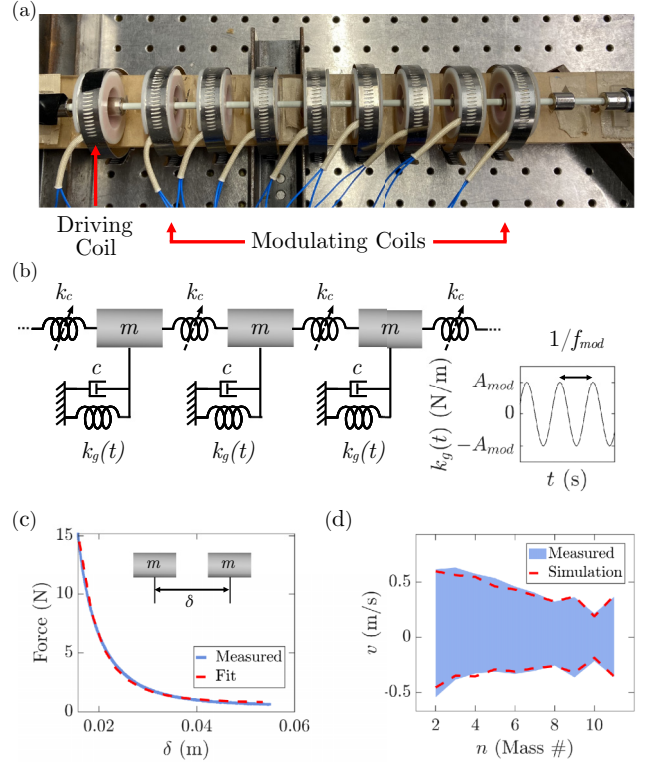 (a)
Driving
Coil
Modulating Coils
(b)
k_c k_c k_c k_c
m m m
c c c
k_g(t) k_g(t) k_g(t)
1/f_mod
k_g(t) (N/m)
A_mod
0
-A_mod
t (s)
(c)
Force (N)
15
10
5
0
m m
δ
Measured
Fit
0.02 0.04 0.06
δ (m)
(d)
v (m/s)
0.5
0
-0.5
Measured
Simulation
2 4 6 8 10
n (Mass #)